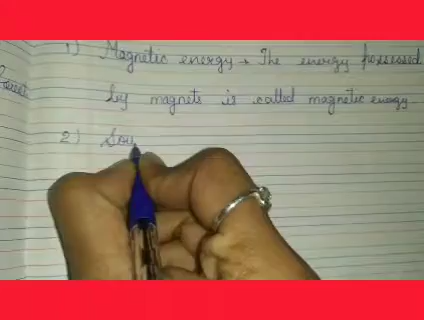 1) Magnetic energy → The energy possessed
by magnets is called magnetic energy
2) Sou